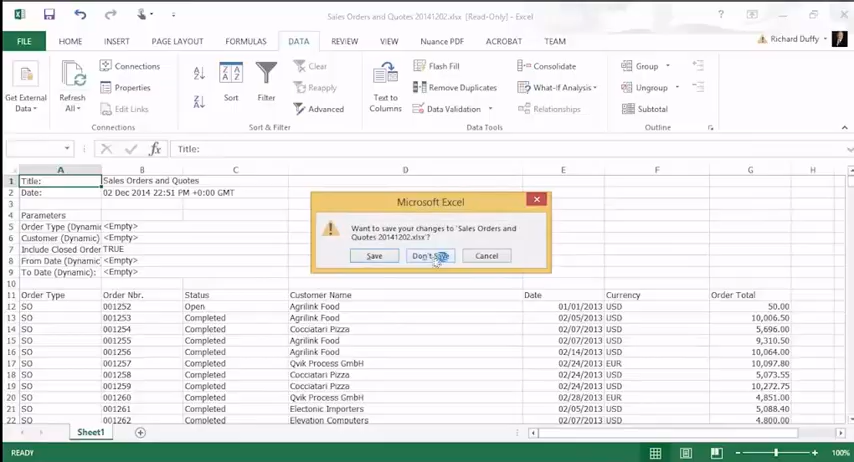 Sales Orders and Quotes 20141202.xlsx [Read-Only] - Excel
FILE HOME INSERT PAGE LAYOUT FORMULAS DATA REVIEW VIEW Nuance PDF ACROBAT TEAM Richard Duffy
Get External Data
Refresh All
Connections
Properties
Edit Links
Connections
Sort
Filter
Clear
Reapply
Advanced
Sort & Filter
Text to Columns
Flash Fill
Remove Duplicates
Data Validation
Consolidate
What-If Analysis
Relationships
Data Tools
Group
Ungroup
Subtotal
Outline
fx Title:
A B C D E F G H
1 Title: Sales Orders and Quotes
2 Date: 02 Dec 2014 22:51 PM +0:00 GMT
3
4 Parameters
5 Order Type (Dynamic <Empty>
6 Customer (Dynamic) <Empty>
7 Include Closed Order TRUE
8 From Date (Dynamic) <Empty>
9 To Date (Dynamic): <Empty>
10
11 Order Type Order Nbr. Status Customer Name Date Currency Order Total
12 SO 001252 Open Agrilink Food 01/01/2013 USD 50.00
13 SO 001253 Completed Agrilink Food 02/05/2013 USD 10,006.50
14 SO 001254 Completed Cocciatari Pizza 02/07/2013 USD 5,696.00
15 SO 001255 Completed Agrilink Food 02/07/2013 USD 9,310.50
16 SO 001256 Completed Agrilink Food 02/14/2013 USD 10,064.00
17 SO 001257 Completed Qvik Process GmbH 02/14/2013 EUR 10,097.80
18 SO 001258 Completed Cocciatari Pizza 02/24/2013 USD 5,073.55
19 SO 001259 Completed Cocciatari Pizza 02/28/2013 USD 10,272.75
20 SO 001260 Completed Qvik Process GmbH 02/28/2013 EUR 4,851.00
21 SO 001261 Completed Electonic Importers 02/05/2013 USD 5,088.40
22 SO 001262 Completed Elevation Computers 02/07/2013 USD 4,800.00
Microsoft Excel
Want to save your changes to 'Sales Orders and
Quotes 20141202.xlsx'?
Save Don't Save Cancel
Sheet1
READY 100%